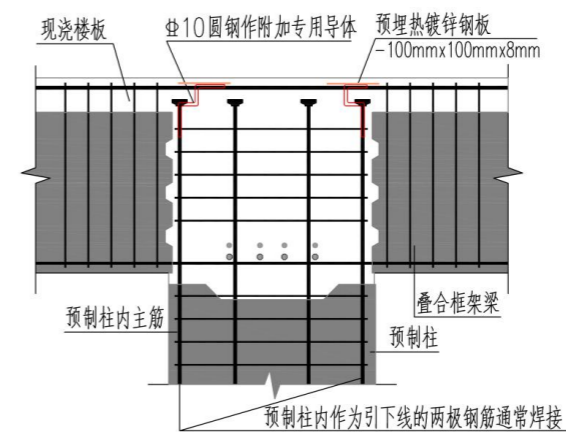 现浇楼板
Φ10圆钢作附加专用导体
预埋热镀锌钢板
-100mmx100mmx8mm
叠合框架梁
预制柱内主筋
预制柱
预制柱内作为引下线的两极钢筋通常焊接